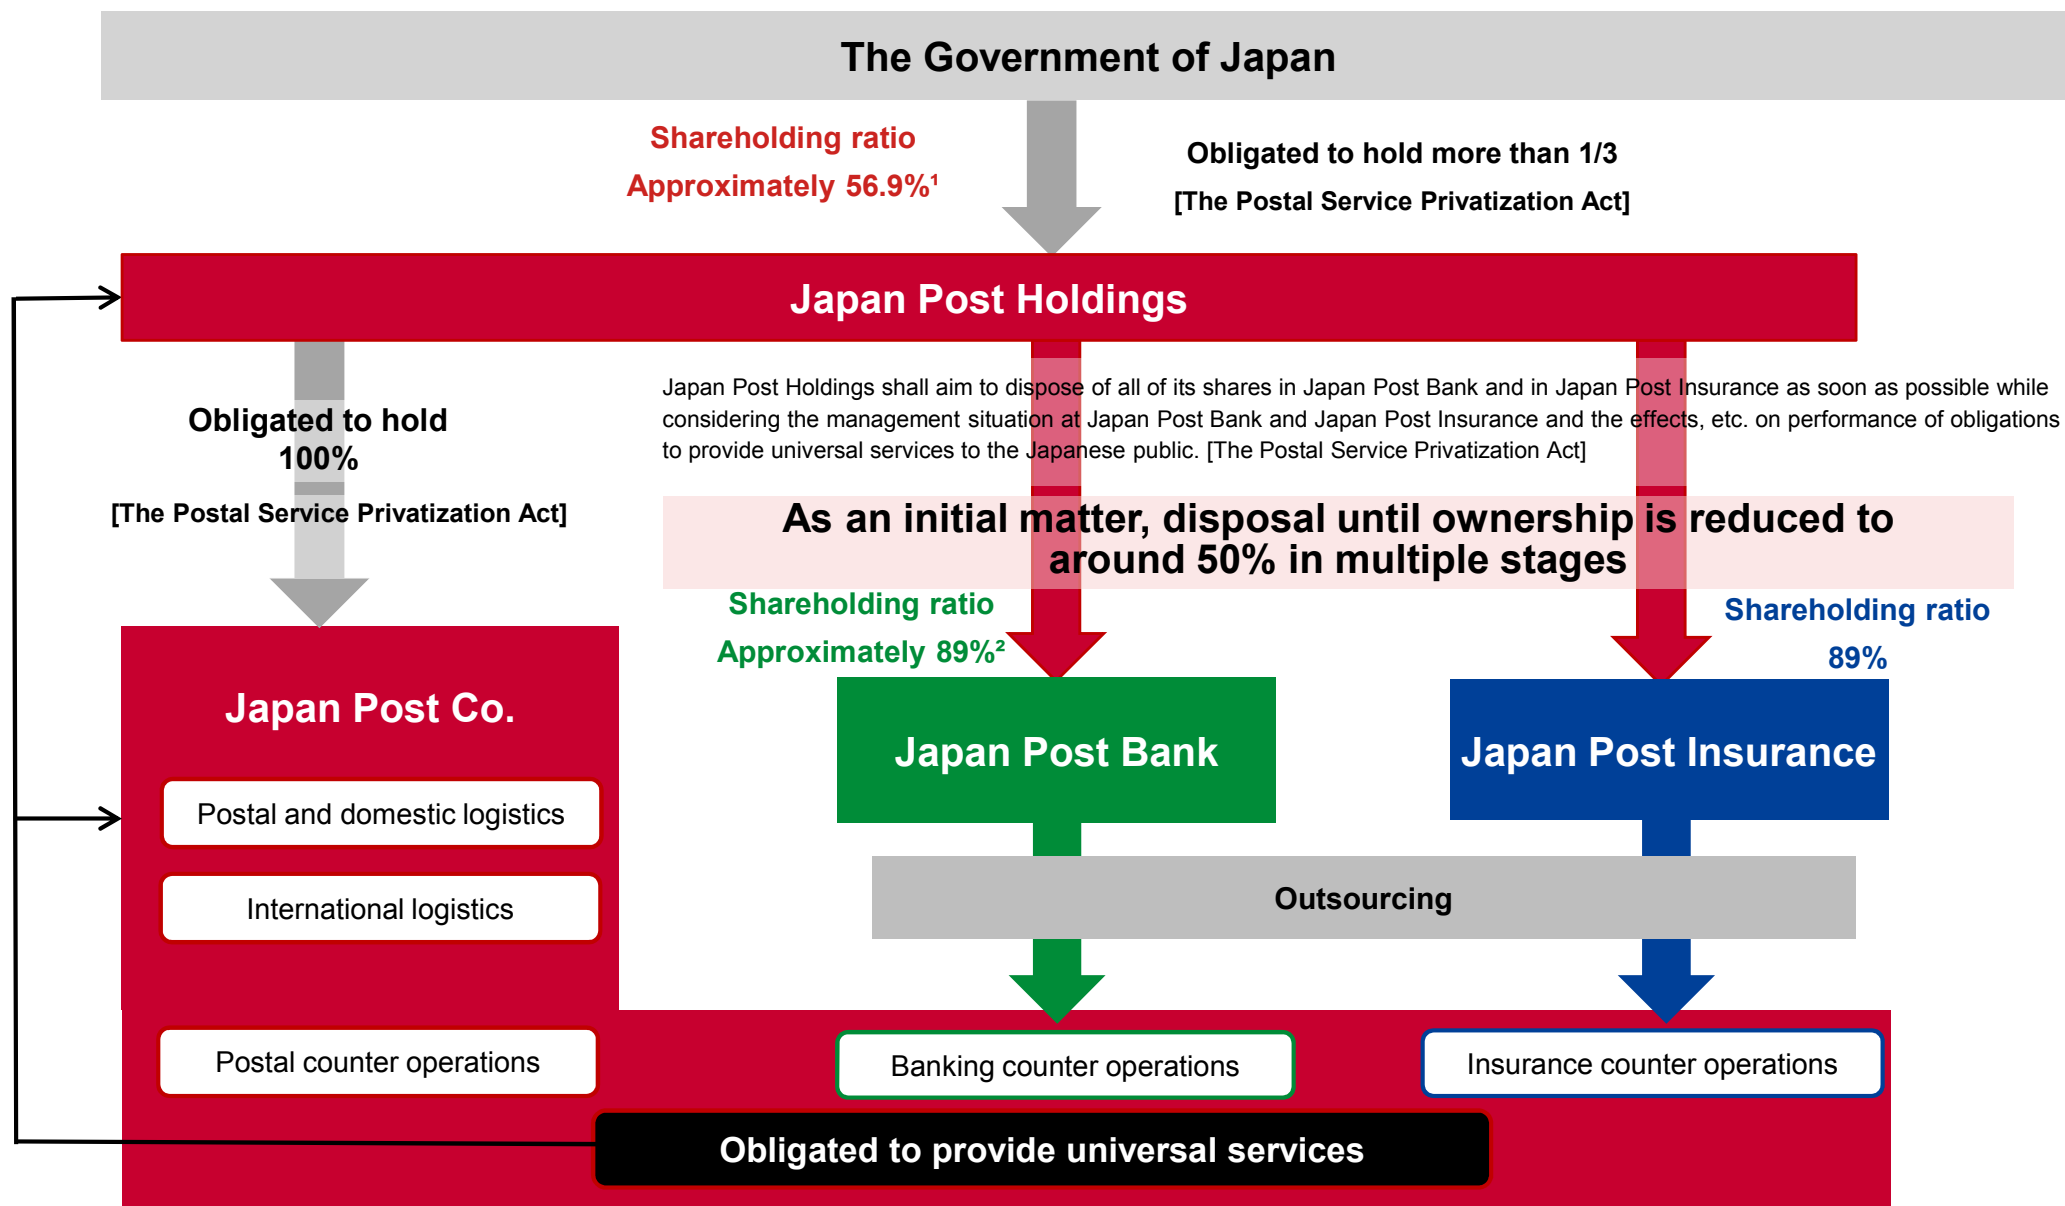 The Government of Japan
Shareholding ratio
Approximately 56.9%¹
Obligated to hold more than 1/3
[The Postal Service Privatization Act]
Japan Post Holdings
Obligated to hold
100%
[The Postal Service Privatization Act]
Japan Post Holdings shall aim to dispose of all of its shares in Japan Post Bank and in Japan Post Insurance as soon as possible while
considering the management situation at Japan Post Bank and Japan Post Insurance and the effects, etc. on performance of obligations
to provide universal services to the Japanese public. [The Postal Service Privatization Act]
As an initial matter, disposal until ownership is reduced to
around 50% in multiple stages
Shareholding ratio
Approximately 89%²
Shareholding ratio
89%
Japan Post Co.
Japan Post Bank
Japan Post Insurance
Postal and domestic logistics
International logistics
Outsourcing
Postal counter operations
Banking counter operations
Insurance counter operations
Obligated to provide universal services